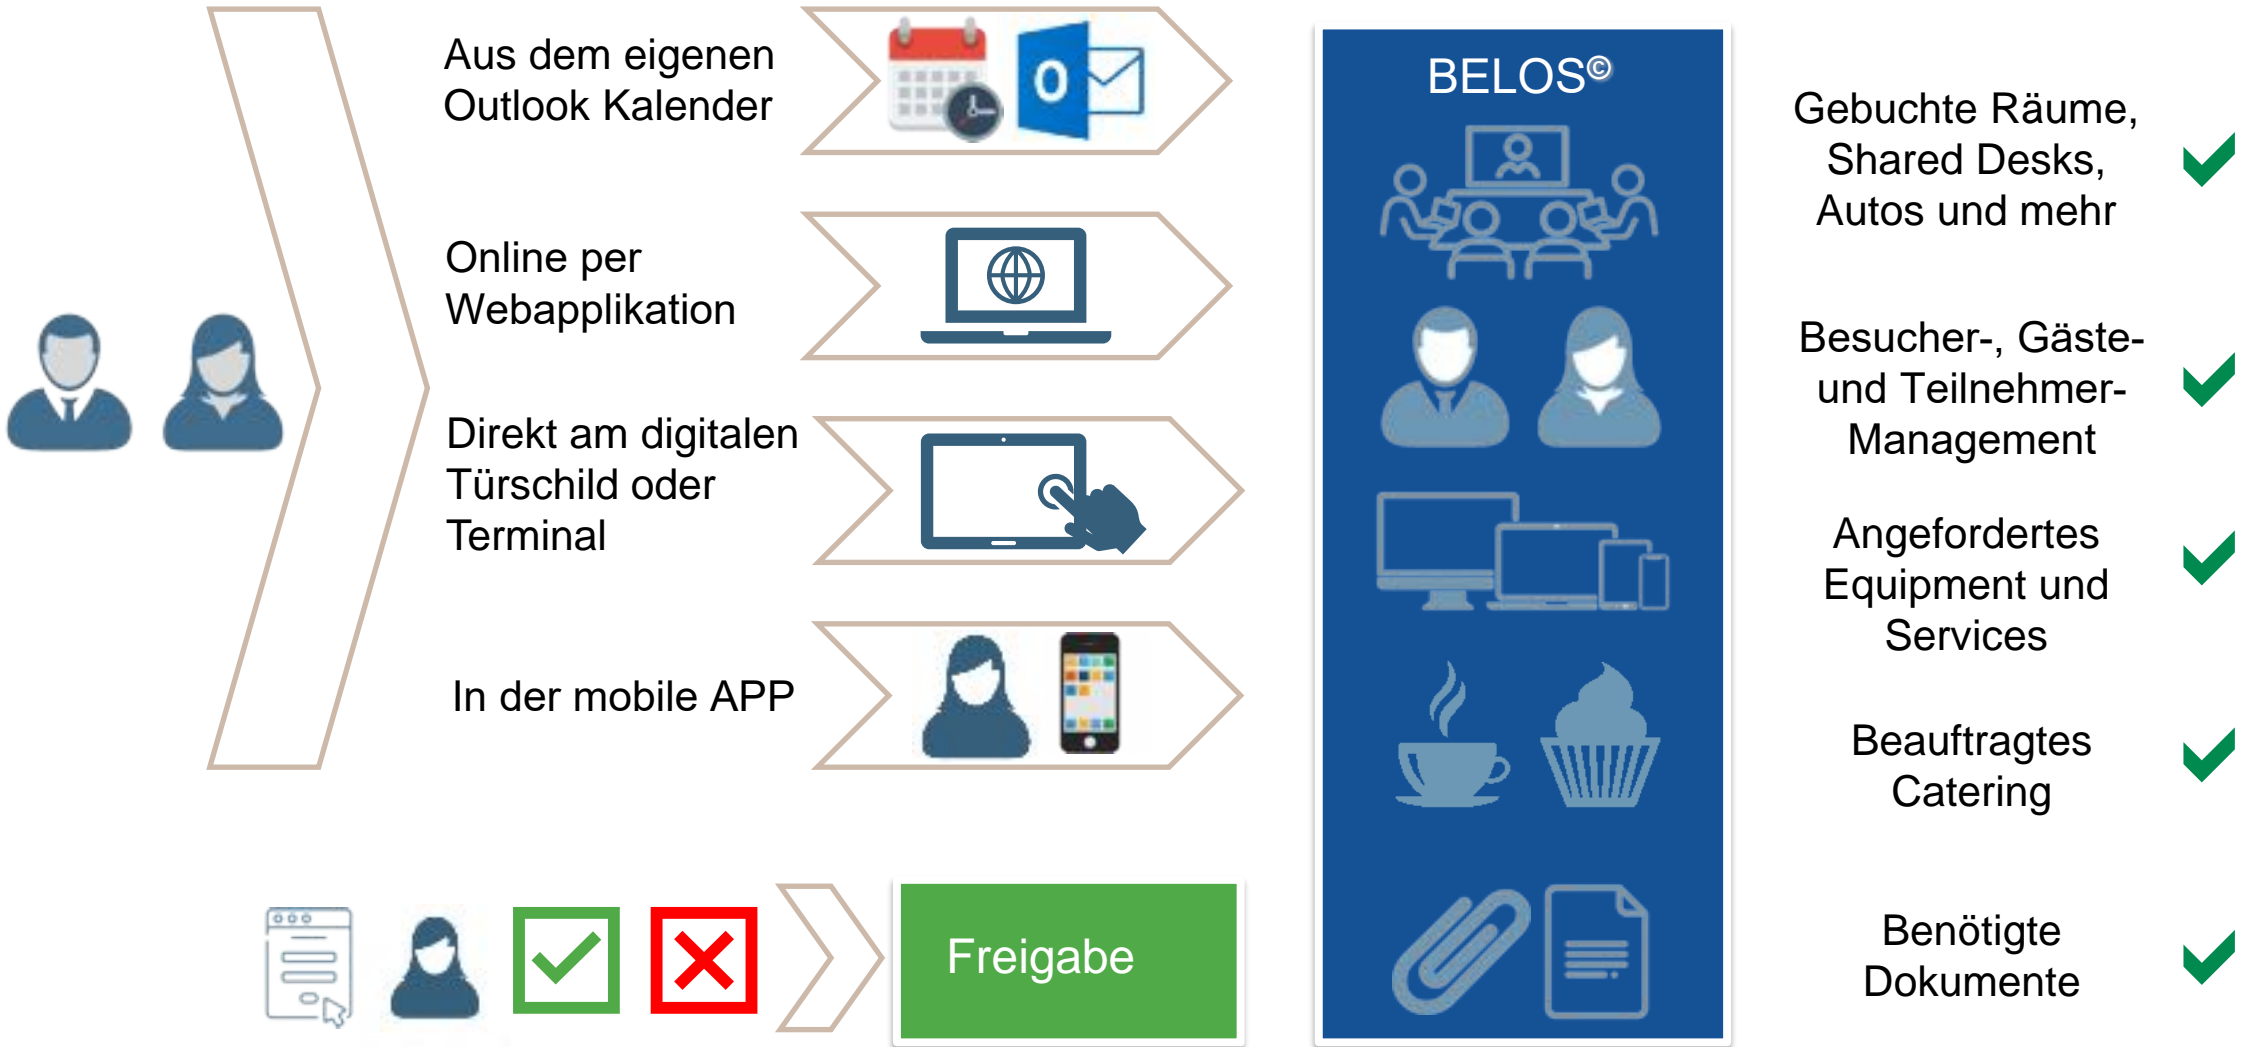 Aus dem eigenen
Outlook Kalender
Online per
Webapplikation
Direkt am digitalen
Türschild oder
Terminal
In der mobile APP
Freigabe
BELOS©
Gebuchte Räume,
Shared Desks,
Autos und mehr
Besucher-, Gäste-
und Teilnehmer-
Management
Angefordertes
Equipment und
Services
Beauftragtes
Catering
Benötigte
Dokumente